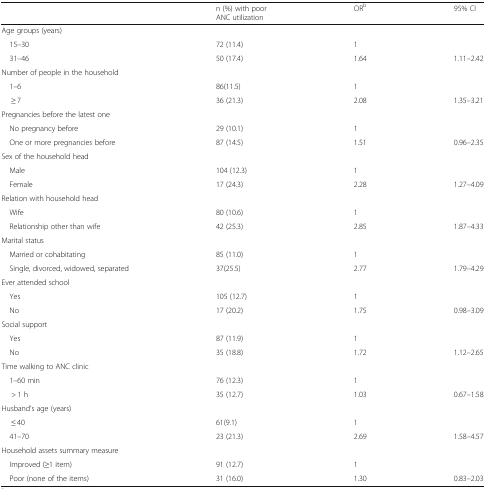 n (%) with poor ANC utilization ORb 95% CI
Age groups (years)
15–30 72 (11.4) 1
31–46 50 (17.4) 1.64 1.11–2.42
Number of people in the household
1–6 86(11.5) 1
≥ 7 36 (21.3) 2.08 1.35–3.21
Pregnancies before the latest one
No pregnancy before 29 (10.1) 1
One or more pregnancies before 87 (14.5) 1.51 0.96–2.35
Sex of the household head
Male 104 (12.3) 1
Female 17 (24.3) 2.28 1.27–4.09
Relation with household head
Wife 80 (10.6) 1
Relationship other than wife 42 (25.3) 2.85 1.87–4.33
Marital status
Married or cohabitating 85 (11.0) 1
Single, divorced, widowed, separated 37(25.5) 2.77 1.79–4.29
Ever attended school
Yes 105 (12.7) 1
No 17 (20.2) 1.75 0.98–3.09
Social support
Yes 87 (11.9) 1
No 35 (18.8) 1.72 1.12–2.65
Time walking to ANC clinic
1–60 min 76 (12.3) 1
> 1 h 35 (12.7) 1.03 0.67–1.58
Husband's age (years)
≤ 40 61(9.1) 1
41–70 23 (21.3) 2.69 1.58–4.57
Household assets summary measure
Improved (≥1 item) 91 (12.7) 1
Poor (none of the items) 31 (16.0) 1.30 0.83–2.03